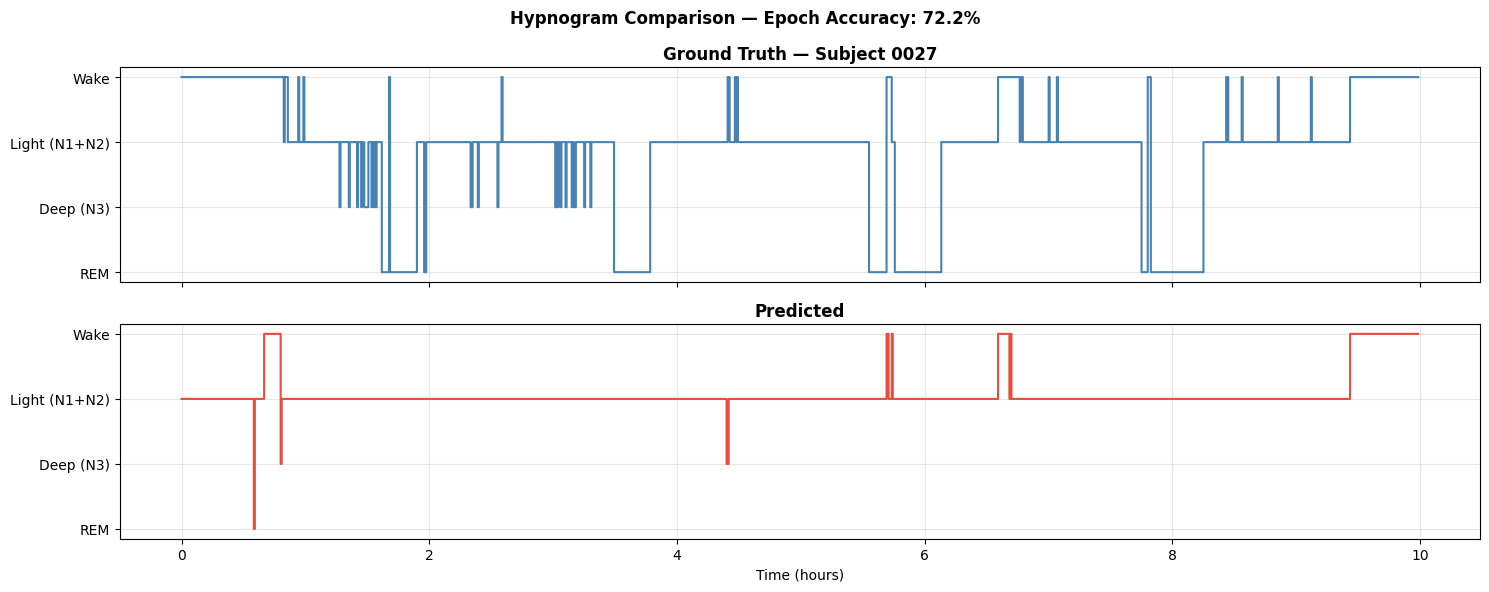 Hypnogram Comparison — Epoch Accuracy: 72.2%
Ground Truth — Subject 0027
Wake
Light (N1+N2)
Deep (N3)
REM
Predicted
Wake
Light (N1+N2)
Deep (N3)
REM
0 2 4 6 8 10
Time (hours)